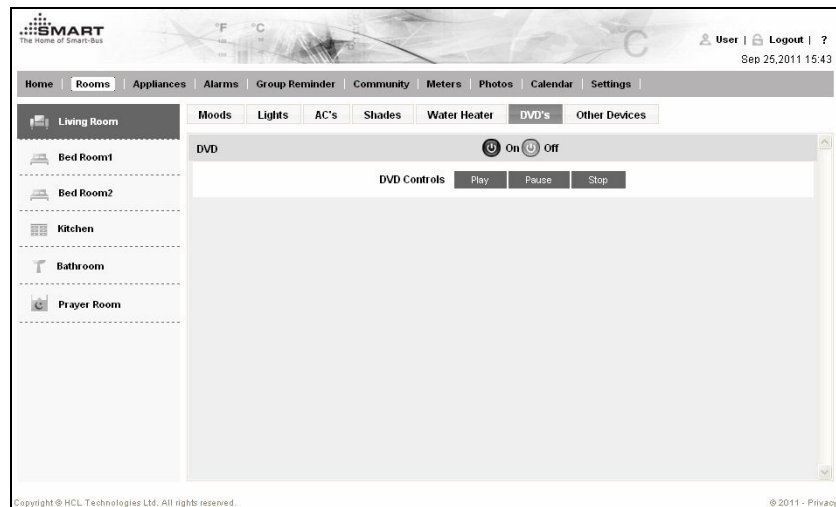 SMART
The Home of Smart-Bus
°F °C
C
User | Logout | ?
Sep 25,2011 15:43
Home | Rooms | Appliances | Alarms | Group Reminder | Community | Meters | Photos | Calendar | Settings |
Living Room
Bed Room1
Bed Room2
Kitchen
Bathroom
Prayer Room
Moods Lights AC's Shades Water Heater DVD's Other Devices
DVD On Off
DVD Controls Play Pause Stop
Copyright © HCL Technologies Ltd. All rights reserved. © 2011 - Privacy